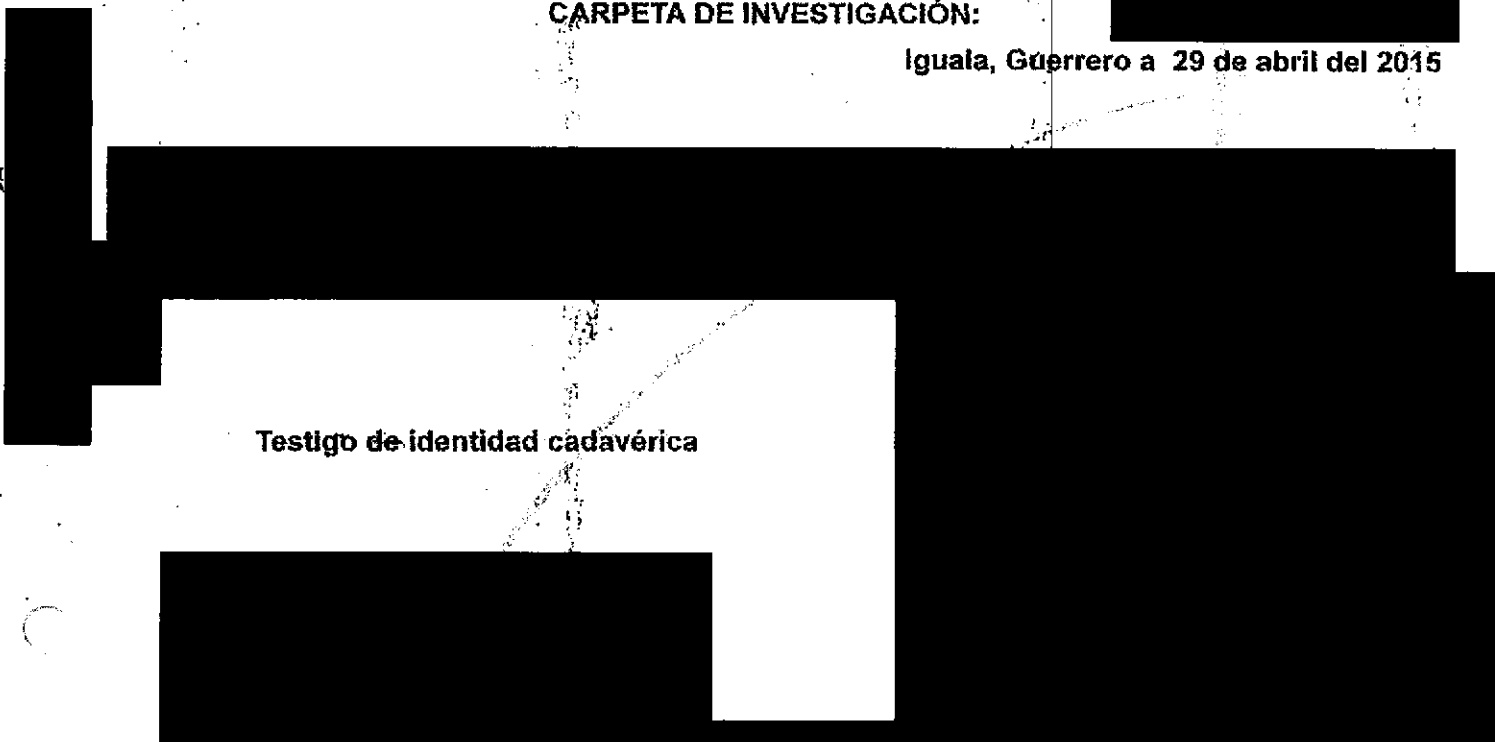 CARPETA DE INVESTIGACIÓN:
Iguala, Guerrero a 29 de abril del 2015
Testigo de identidad cadavérica